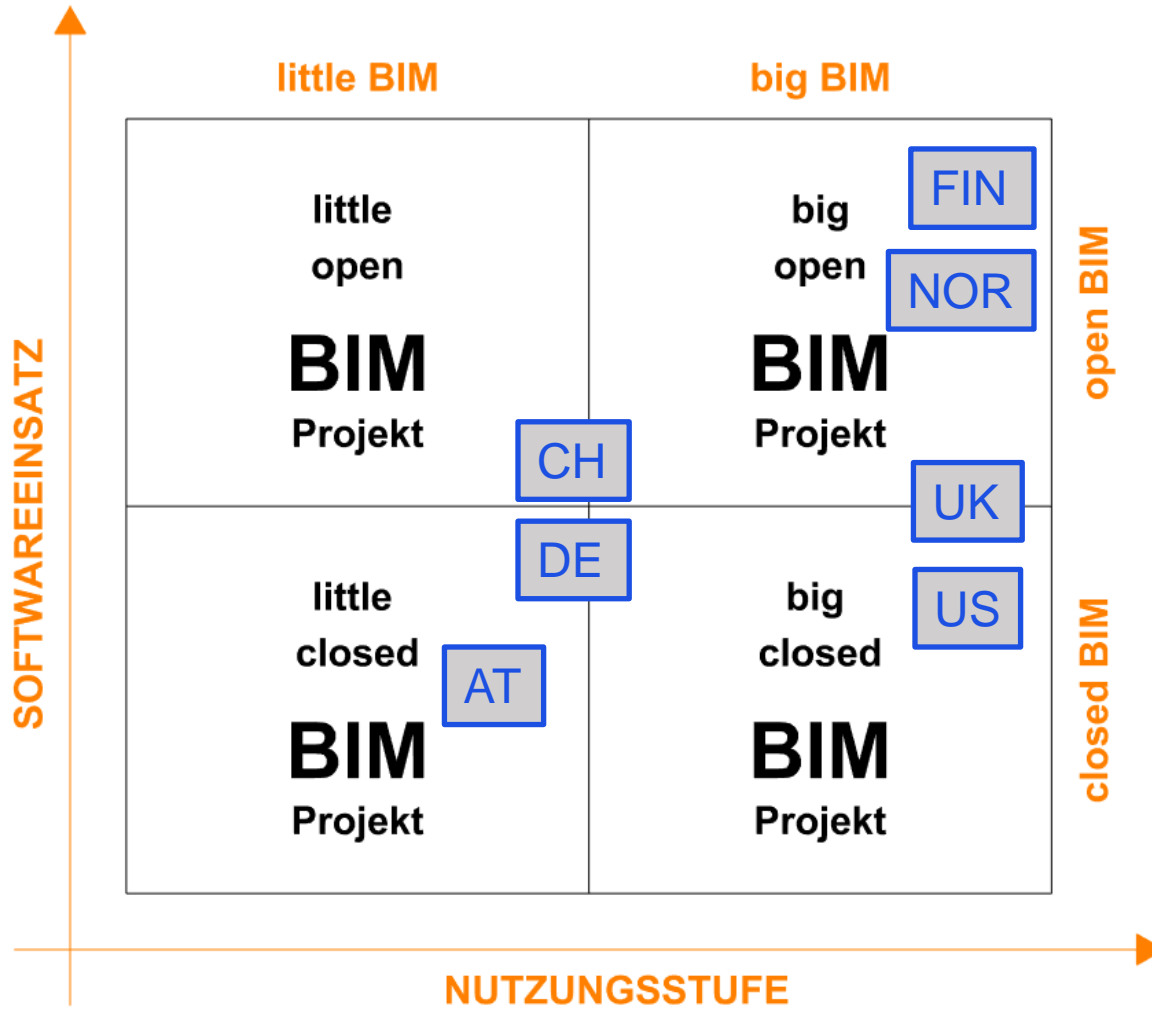 little BIM
big BIM
little
open
BIM
Projekt
big
open
BIM
Projekt
FIN
NOR
CH
UK
DE
US
AT
little
closed
BIM
Projekt
big
closed
BIM
Projekt
open BIM
closed BIM
SOFTWAREEINSATZ
NUTZUNGSSTUFE